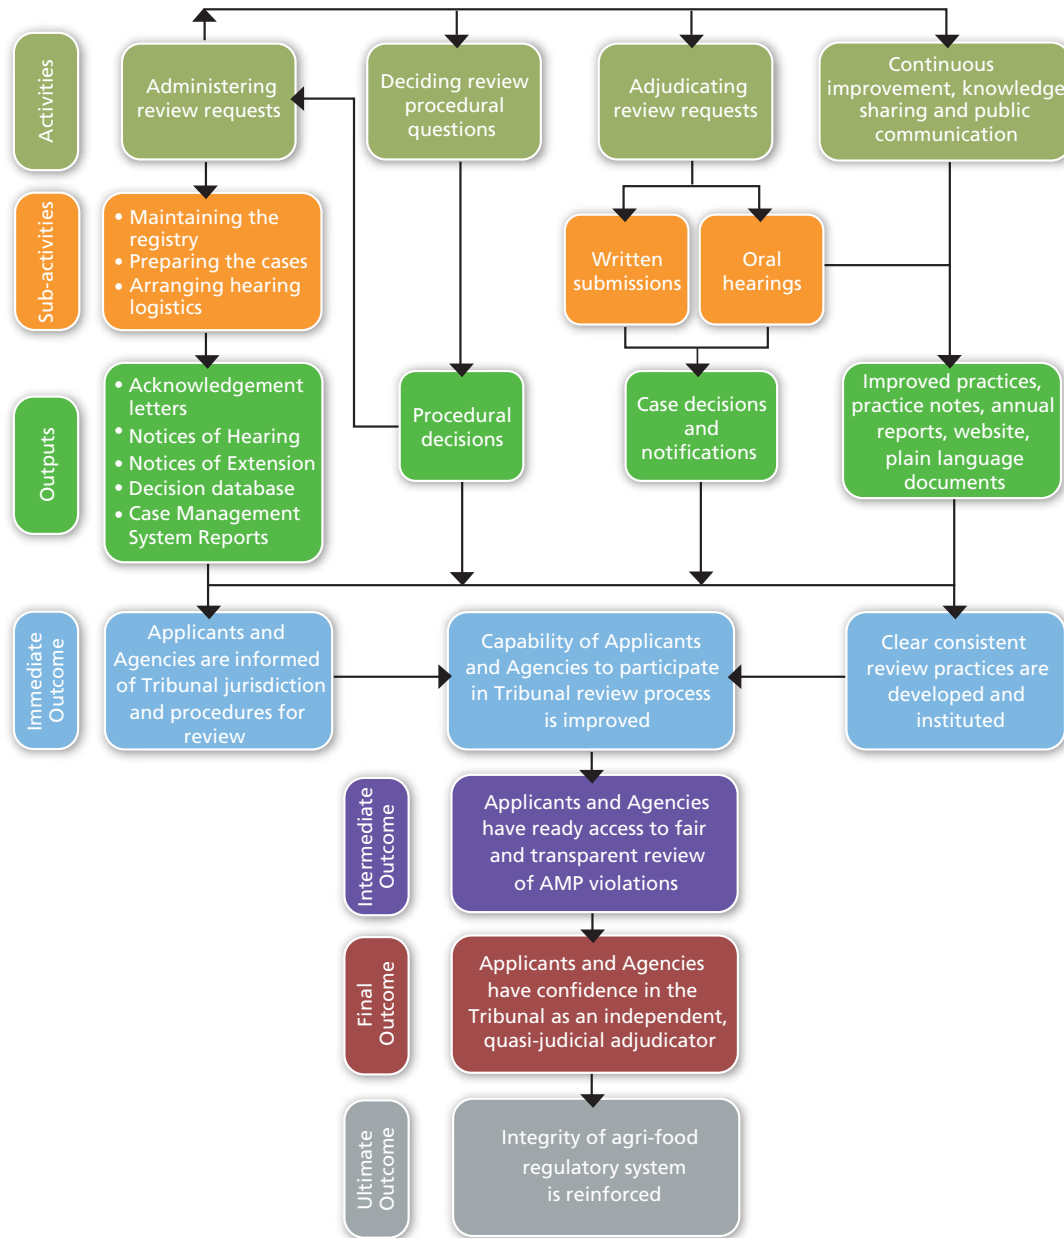 Activities
Administering
review requests
Deciding review
procedural
questions
Adjudicating
review requests
Continuous
improvement, knowledge
sharing and public
communication
Sub-activities
• Maintaining the
registry
• Preparing the cases
• Arranging hearing
logistics
Written
submissions
Oral
hearings
Outputs
• Acknowledgement
letters
• Notices of Hearing
• Notices of Extension
• Decision database
• Case Management
System Reports
Procedural
decisions
Case decisions
and
notifications
Improved practices,
practice notes, annual
reports, website,
plain language
documents
Immediate
Outcome
Applicants and
Agencies are informed
of Tribunal jurisdiction
and procedures for
review
Capability of Applicants
and Agencies to participate
in Tribunal review process
is improved
Clear consistent
review practices are
developed and
instituted
Intermediate
Outcome
Applicants and Agencies
have ready access to fair
and transparent review
of AMP violations
Final
Outcome
Applicants and Agencies
have confidence in the
Tribunal as an independent,
quasi-judicial adjudicator
Ultimate
Outcome
Integrity of agri-food
regulatory system
is reinforced